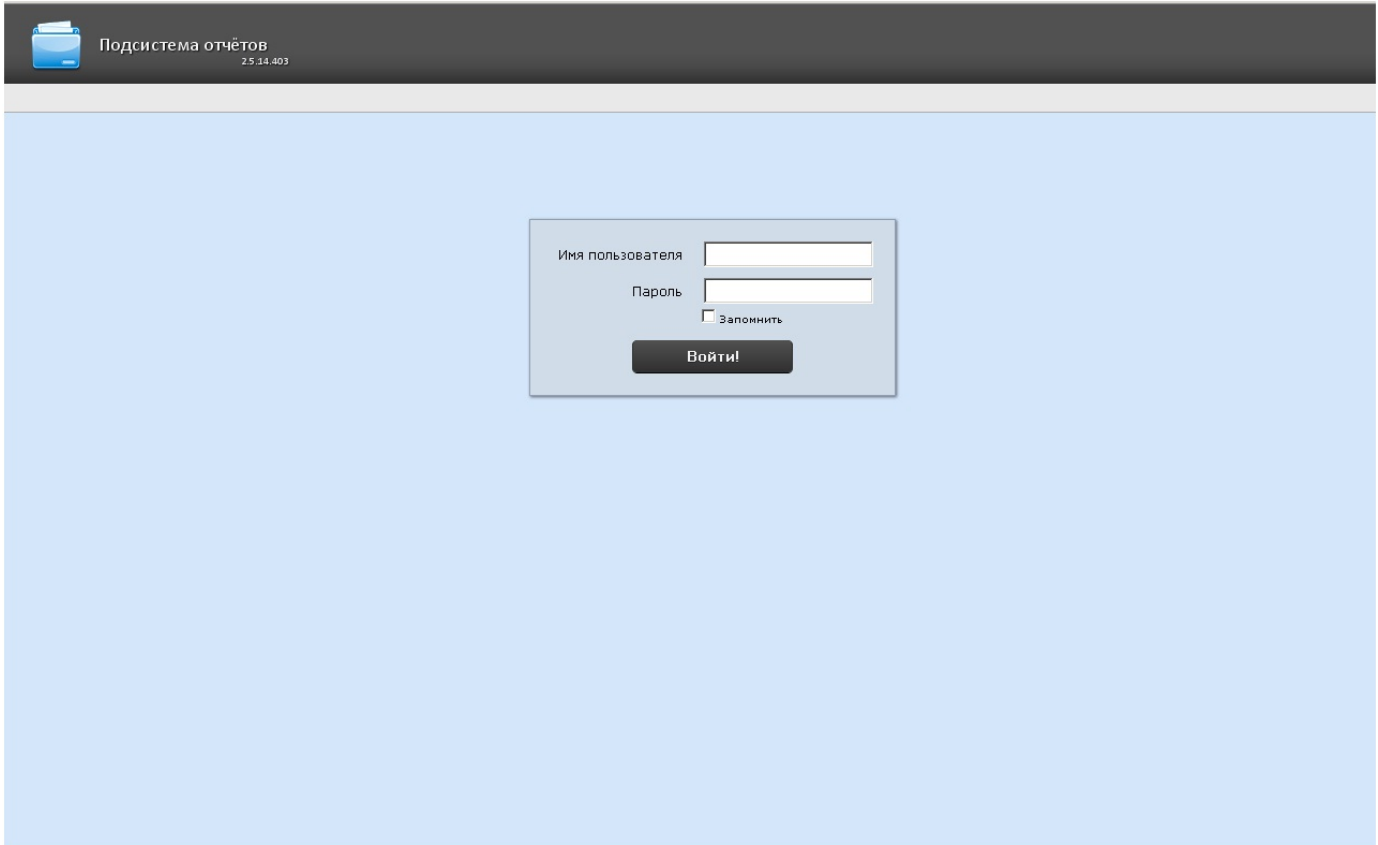 Подсистема отчётов
2.5.14.403
Имя пользователя
Пароль
Запомнить
Войти!